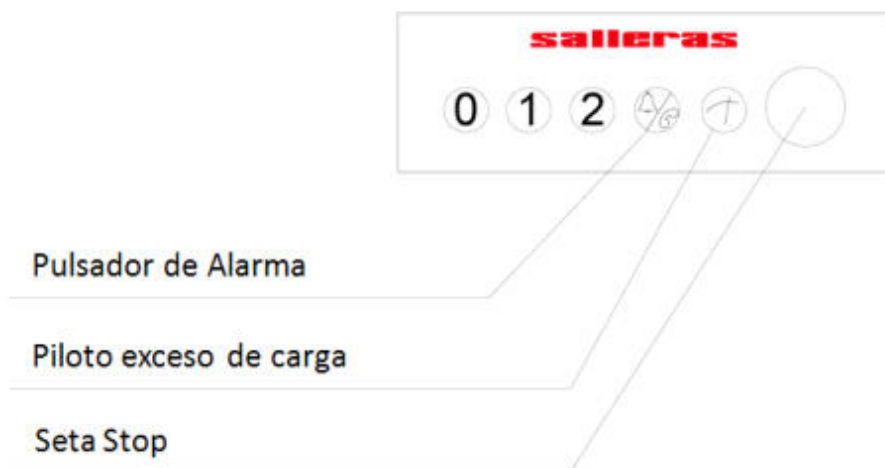 salleras
0 1 2
Pulsador de Alarma
Piloto exceso de carga
Seta Stop